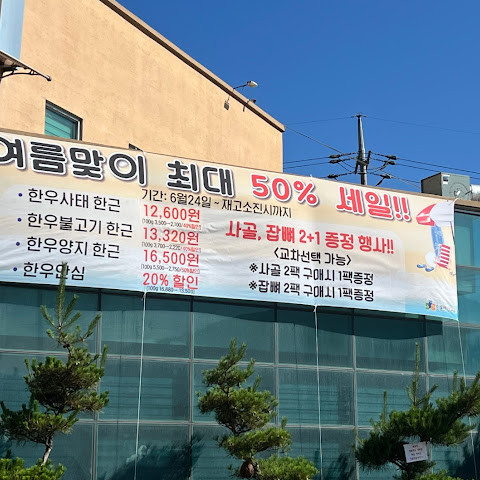 여름맞이 최대 50% 세일!!
기간: 6월24일 ~ 재고소진시까지
· 한우사태 한근 12,600원
· 한우불고기 한근 13,320원
· 한우양지 한근 16,500원
· 한우안심 20% 할인
사골, 잡뼈 2+1 증정 행사!!
<교차선택 가능>
※사골 2팩 구매시 1팩증정
※잡뼈 2팩 구매시 1팩증정